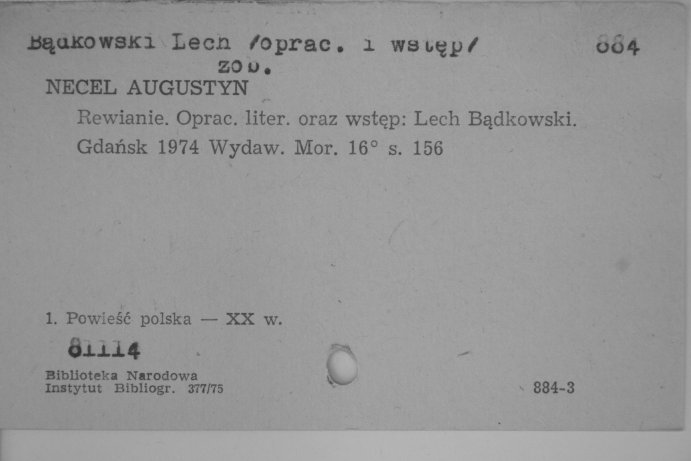 Bądkowski Lech /oprac. i wstęp/ 884
zob.
NECEL AUGUSTYN
Rewianie. Oprac. liter. oraz wstęp: Lech Bądkowski.
Gdańsk 1974 Wydaw. Mor. 16° s. 156
1. Powieść polska — XX w.
81114
Biblioteka Narodowa
Instytut Bibliogr. 377/75
884-3